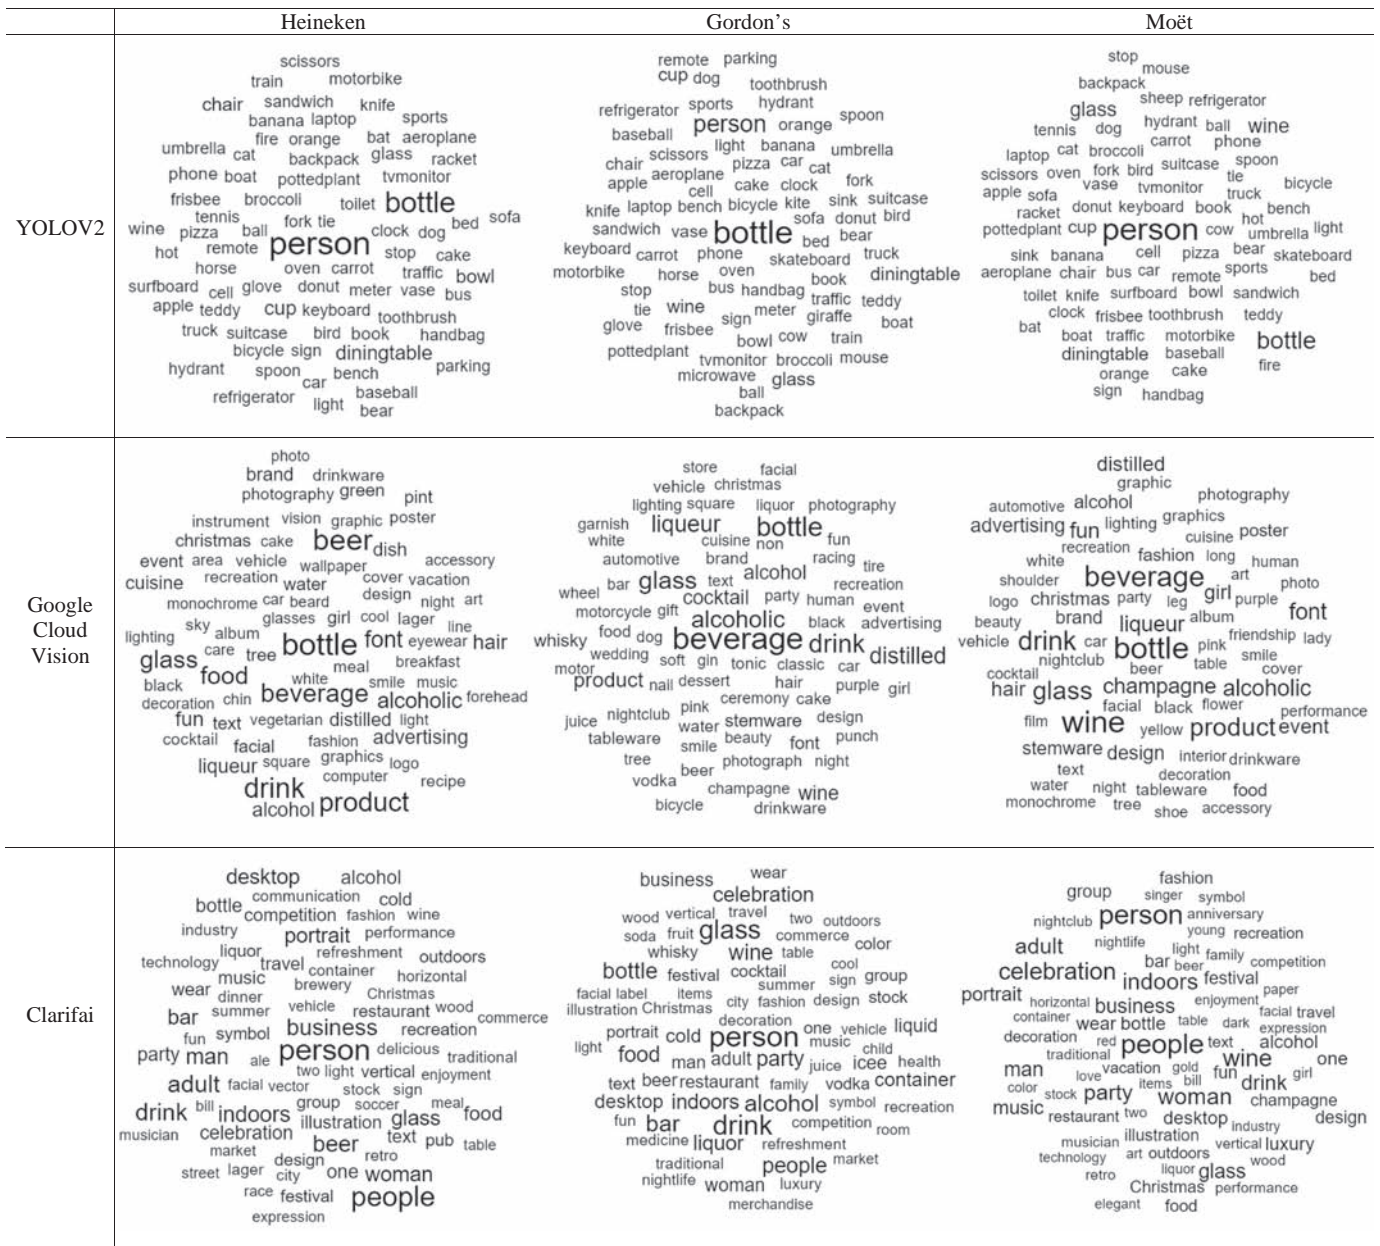 Heineken Gordon's Moët
YOLOV2
scissors
train motorbike
chair sandwich knife
banana laptop sports
fire orange bat aeroplane
umbrella cat backpack glass racket
phone boat pottedplant tvmonitor
frisbee broccoli toilet bottle
tennis fork tie bed sofa
wine pizza ball person clock dog
hot remote stop cake
horse oven carrot traffic bowl
surfboard cell glove donut meter vase bus
apple teddy cup keyboard toothbrush
truck suitcase bird book handbag
bicycle sign diningtable
hydrant spoon car bench parking
refrigerator light baseball
bear
remote parking
cup dog toothbrush
refrigerator sports hydrant
baseball person orange spoon
chair scissors light banana umbrella
apple aeroplane pizza car cat
cell cake clock fork
knife laptop bench bicycle kite sink suitcase
sandwich vase bottle sofa donut bird
keyboard carrot phone bed bear
skateboard truck
motorbike horse oven book diningtable
stop bus handbag traffic teddy
tie wine sign meter giraffe boat
glove frisbee bowl cow train
pottedplant tvmonitor broccoli mouse
microwave glass
ball
backpack
stop
mouse
backpack
glass sheep refrigerator
tennis dog hydrant ball wine
laptop cat broccoli carrot phone
scissors oven fork bird suitcase spoon
apple sofa vase tvmonitor tie bicycle
racket donut keyboard book truck bench
pottedplant cup person cow hot umbrella light
sink banana cell pizza bear skateboard
aeroplane chair bus car remote sports bed
toilet knife surfboard bowl sandwich
clock frisbee toothbrush teddy
bat boat traffic motorbike bottle
diningtable baseball fire
orange cake
sign handbag
Google
Cloud
Vision
photo
brand drinkware
photography green pint
instrument vision graphic poster
christmas cake beer dish
event area vehicle wallpaper accessory
cuisine recreation water cover vacation
monochrome car beard design night art
glasses girl cool lager line
lighting sky album bottle font eyewear hair
glass care tree meal breakfast
black food white smile music
decoration chin beverage alcoholic forehead
fun text vegetarian distilled light
cocktail facial fashion advertising
liqueur square graphics logo
drink computer recipe
alcohol product
store facial
vehicle christmas
lighting square liquor photography
garnish liqueur bottle
white cuisine non fun
automotive brand racing tire
wheel bar glass text alcohol recreation
motorcycle gift cocktail party human event
alcoholic black advertising
whisky food dog beverage drink distilled
wedding soft gin tonic classic car
motor product nail dessert hair purple girl
ceremony cake
juice nightclub pink water stemware design
tableware smile beauty font punch
tree beer photograph night
vodka champagne wine
bicycle drinkware
distilled
graphic
automotive alcohol photography
advertising fun lighting graphics
recreation cuisine poster
white fashion long human
shoulder beverage art photo
logo christmas party leg girl purple
beauty brand liqueur album font
vehicle drink car bottle pink friendship lady
nightclub beer table smile
cocktail cover
hair glass champagne alcoholic
facial black flower performance
film wine yellow product event
stemware design interior drinkware
text decoration
water night tableware food
monochrome tree shoe accessory
Clarifai
desktop alcohol
bottle communication cold
competition fashion wine
industry portrait performance
liquor refreshment outdoors
technology travel container horizontal
music brewery
wear dinner Christmas
bar summer vehicle restaurant wood commerce
fun symbol business recreation
party man ale person delicious traditional
two light vertical enjoyment
adult facial vector stock sign
drink bill indoors group soccer meal food
illustration glass
musician celebration beer text pub table
market design retro
street lager city one woman
race festival people
expression
business wear
celebration
wood vertical travel two outdoors
soda fruit glass commerce color
whisky wine table
bottle festival cocktail cool
summer sign group
facial label items city fashion design stock
illustration Christmas
decoration
portrait cold person one vehicle liquid
light music child
food man adult party juice icee health
text beer restaurant family vodka container
desktop indoors alcohol symbol recreation
fun bar drink competition room
medicine liquor refreshment
traditional people market
nightlife woman luxury
merchandise
fashion
group singer symbol
nightclub person anniversary
young recreation
adult nightlife light family competition
bar beer
celebration indoors festival
portrait paper
horizontal business enjoyment
container wear bottle table dark facial travel
decoration red people text expression
alcohol
traditional wine one
man love vacation gold fun girl
color stock party items bill drink
woman champagne
music restaurant two desktop industry design
musician illustration vertical luxury
technology art outdoors
retro liquor glass wood
Christmas performance
elegant food